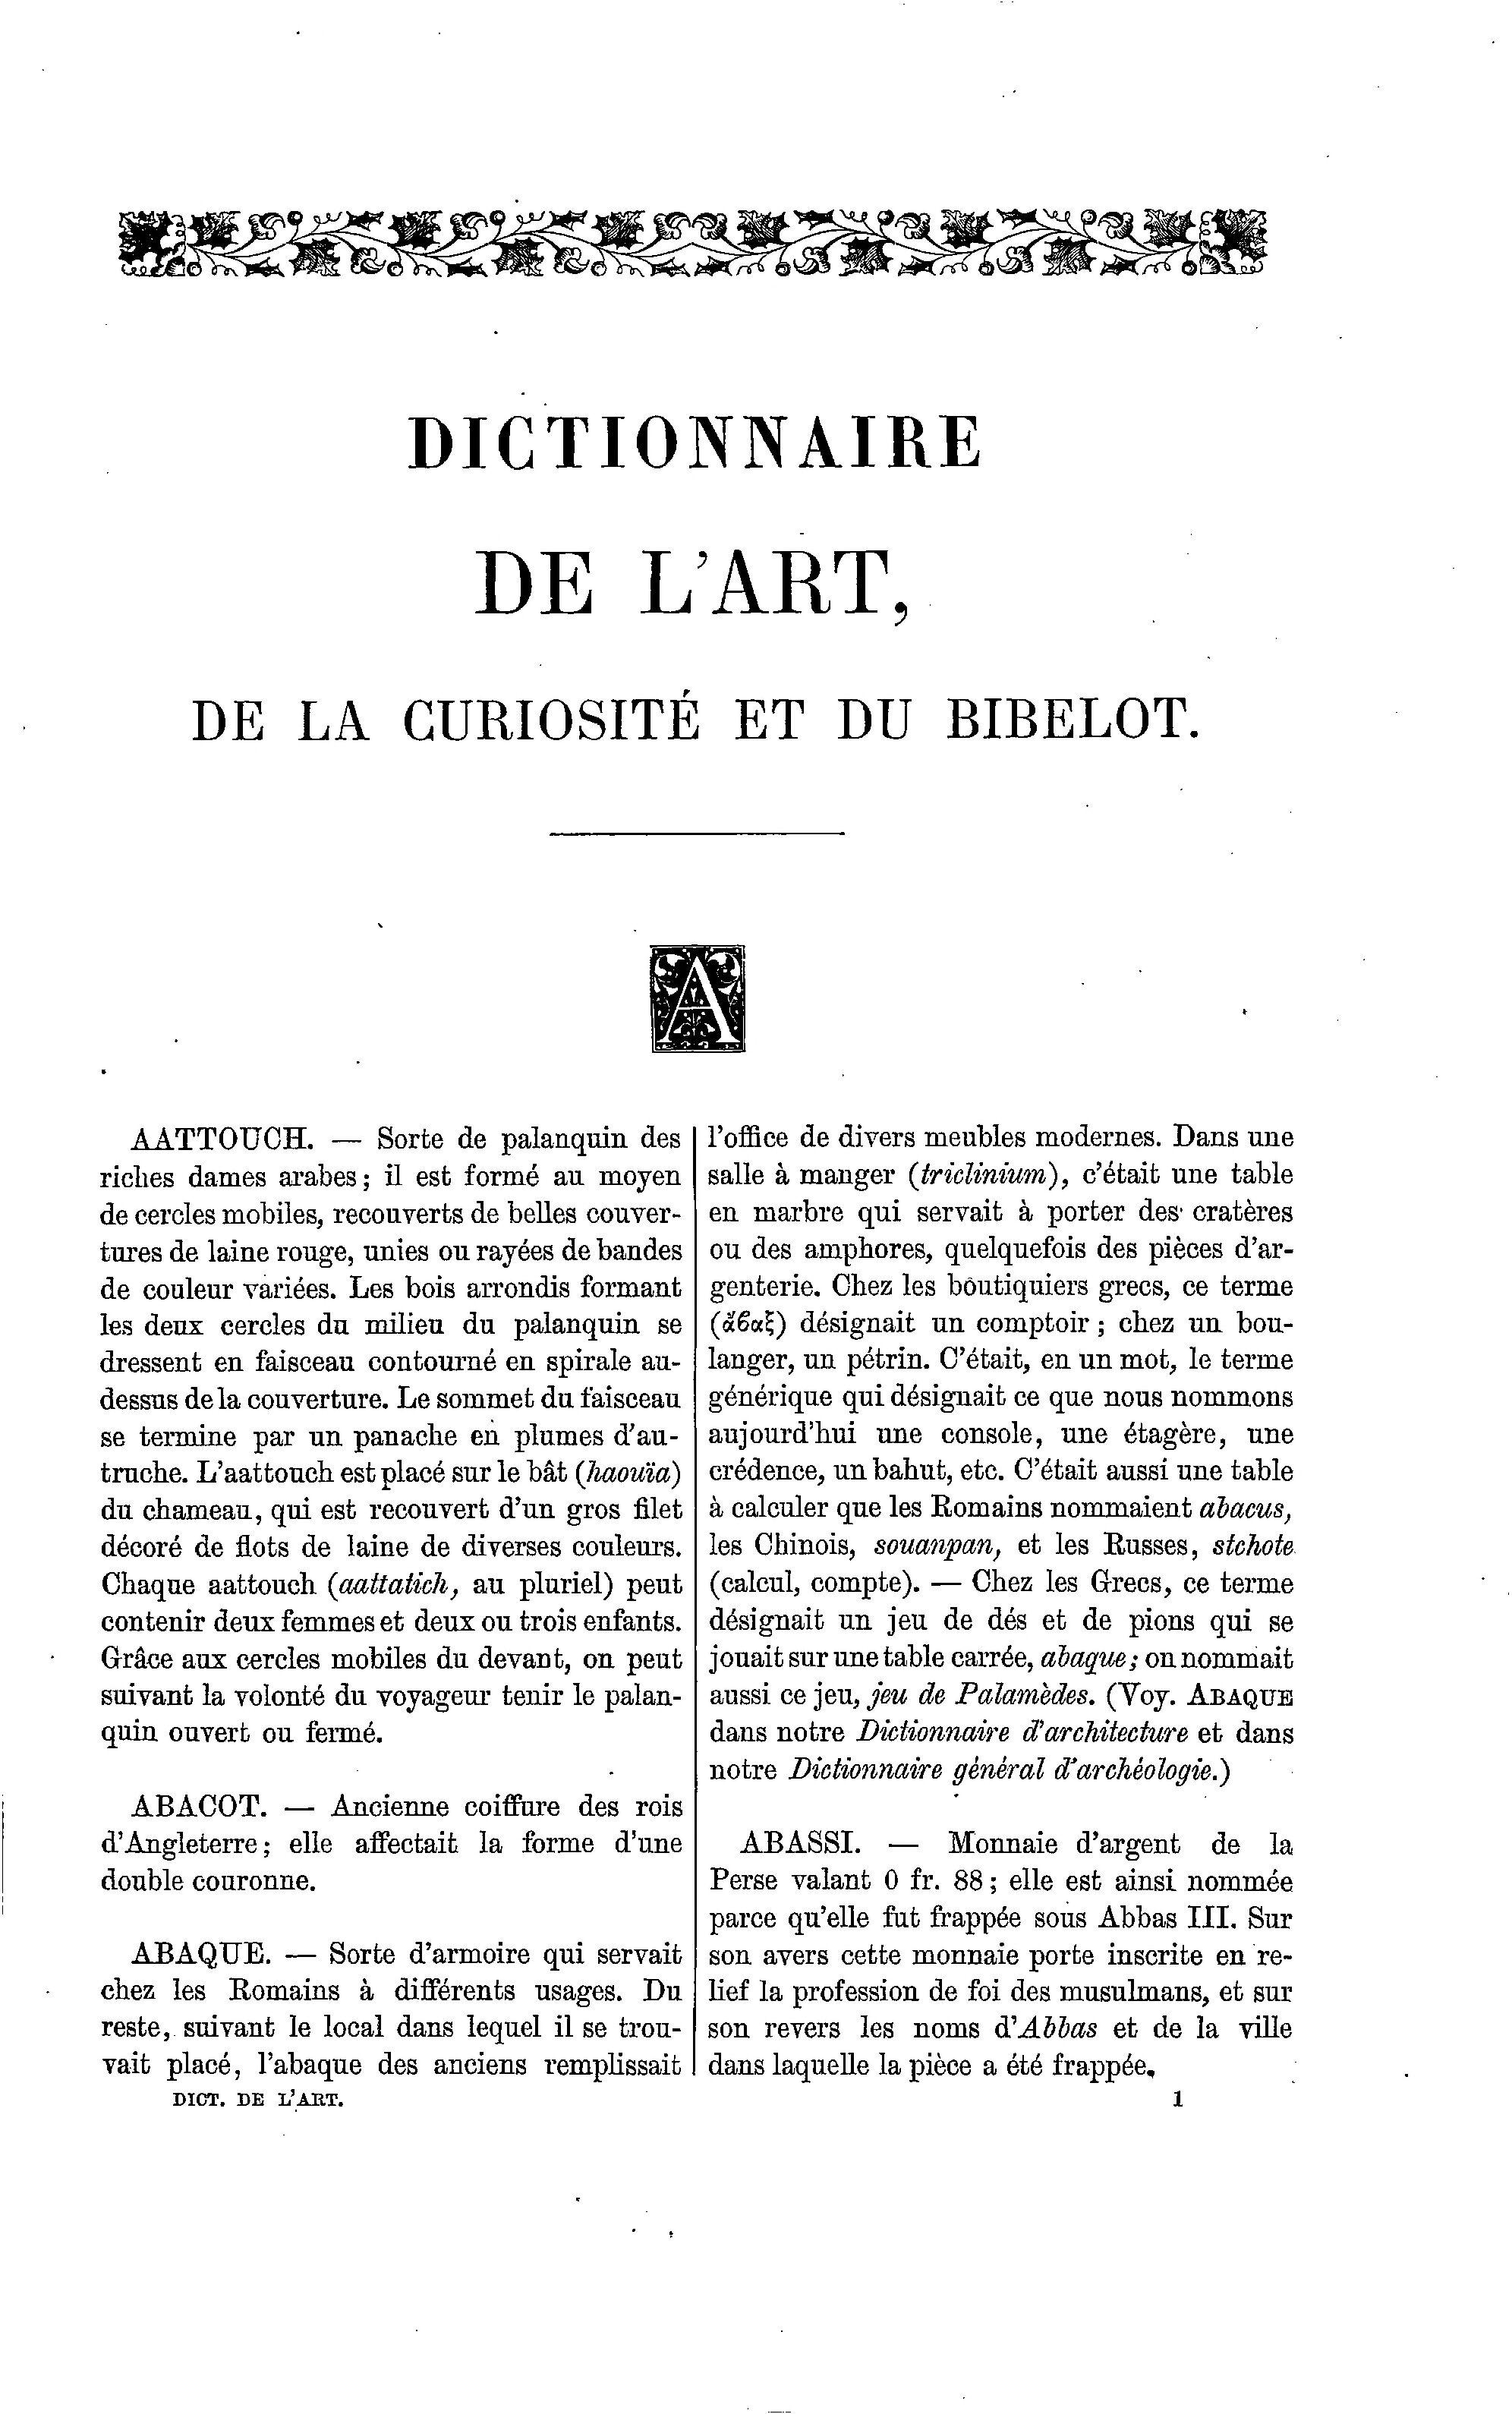 DICTIONNAIRE
DE L'ART,
DE LA CURIOSITÉ ET DU BIBELOT.
A
AATTOUCH. — Sorte de palanquin des
riches dames arabes; il est formé au moyen
de cercles mobiles, recouverts de belles couver-
tures de laine rouge, unies ou rayées de bandes
de couleur variées. Les bois arrondis formant
les deux cercles du milieu du palanquin se
dressent en faisceau contourné en spirale au-
dessus de la couverture. Le sommet du faisceau
se termine par un panache en plumes d'au-
truche. L'aattouch est placé sur le bât (haouïa)
du chameau, qui est recouvert d'un gros filet
décoré de flots de laine de diverses couleurs.
Chaque aattouch (aattatich, au pluriel) peut
contenir deux femmes et deux ou trois enfants.
Grâce aux cercles mobiles du devant, on peut
suivant la volonté du voyageur tenir le palan-
quin ouvert ou fermé.
ABACOT. — Ancienne coiffure des rois
d'Angleterre; elle affectait la forme d'une
double couronne.
ABAQUE. — Sorte d'armoire qui servait
chez les Romains à différents usages. Du
reste, suivant le local dans lequel il se trou-
vait placé, l'abaque des anciens remplissait
l'office de divers meubles modernes. Dans une
salle à manger (triclinium), c'était une table
en marbre qui servait à porter des cratères
ou des amphores, quelquefois des pièces d'ar-
genterie. Chez les boutiquiers grecs, ce terme
(ἄϐαξ) désignait un comptoir; chez un bou-
langer, un pétrin. C'était, en un mot, le terme
générique qui désignait ce que nous nommons
aujourd'hui une console, une étagère, une
crédence, un bahut, etc. C'était aussi une table
à calculer que les Romains nommaient abacus,
les Chinois, souanpan, et les Russes, stchote
(calcul, compte). — Chez les Grecs, ce terme
désignait un jeu de dés et de pions qui se
jouait sur une table carrée, abaque; on nommait
aussi ce jeu, jeu de Palamèdes. (Voy. ABAQUE
dans notre Dictionnaire d'architecture et dans
notre Dictionnaire général d'archéologie.)
ABASSI. — Monnaie d'argent de la
Perse valant 0 fr. 88; elle est ainsi nommée
parce qu'elle fut frappée sous Abbas III. Sur
son avers cette monnaie porte inscrite en re-
lief la profession de foi des musulmans, et sur
son revers les noms d'Abbas et de la ville
dans laquelle la pièce a été frappée.
DICT. DE L'ART.
1